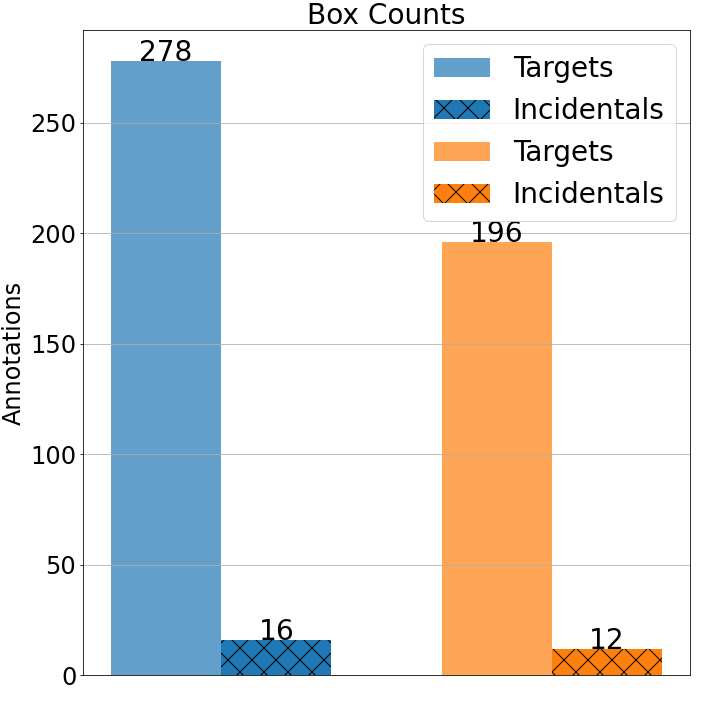 Box Counts
278
Targets
Incidentals
Targets
Incidentals
250
200
196
150
Annotations
100
50
16
12
0